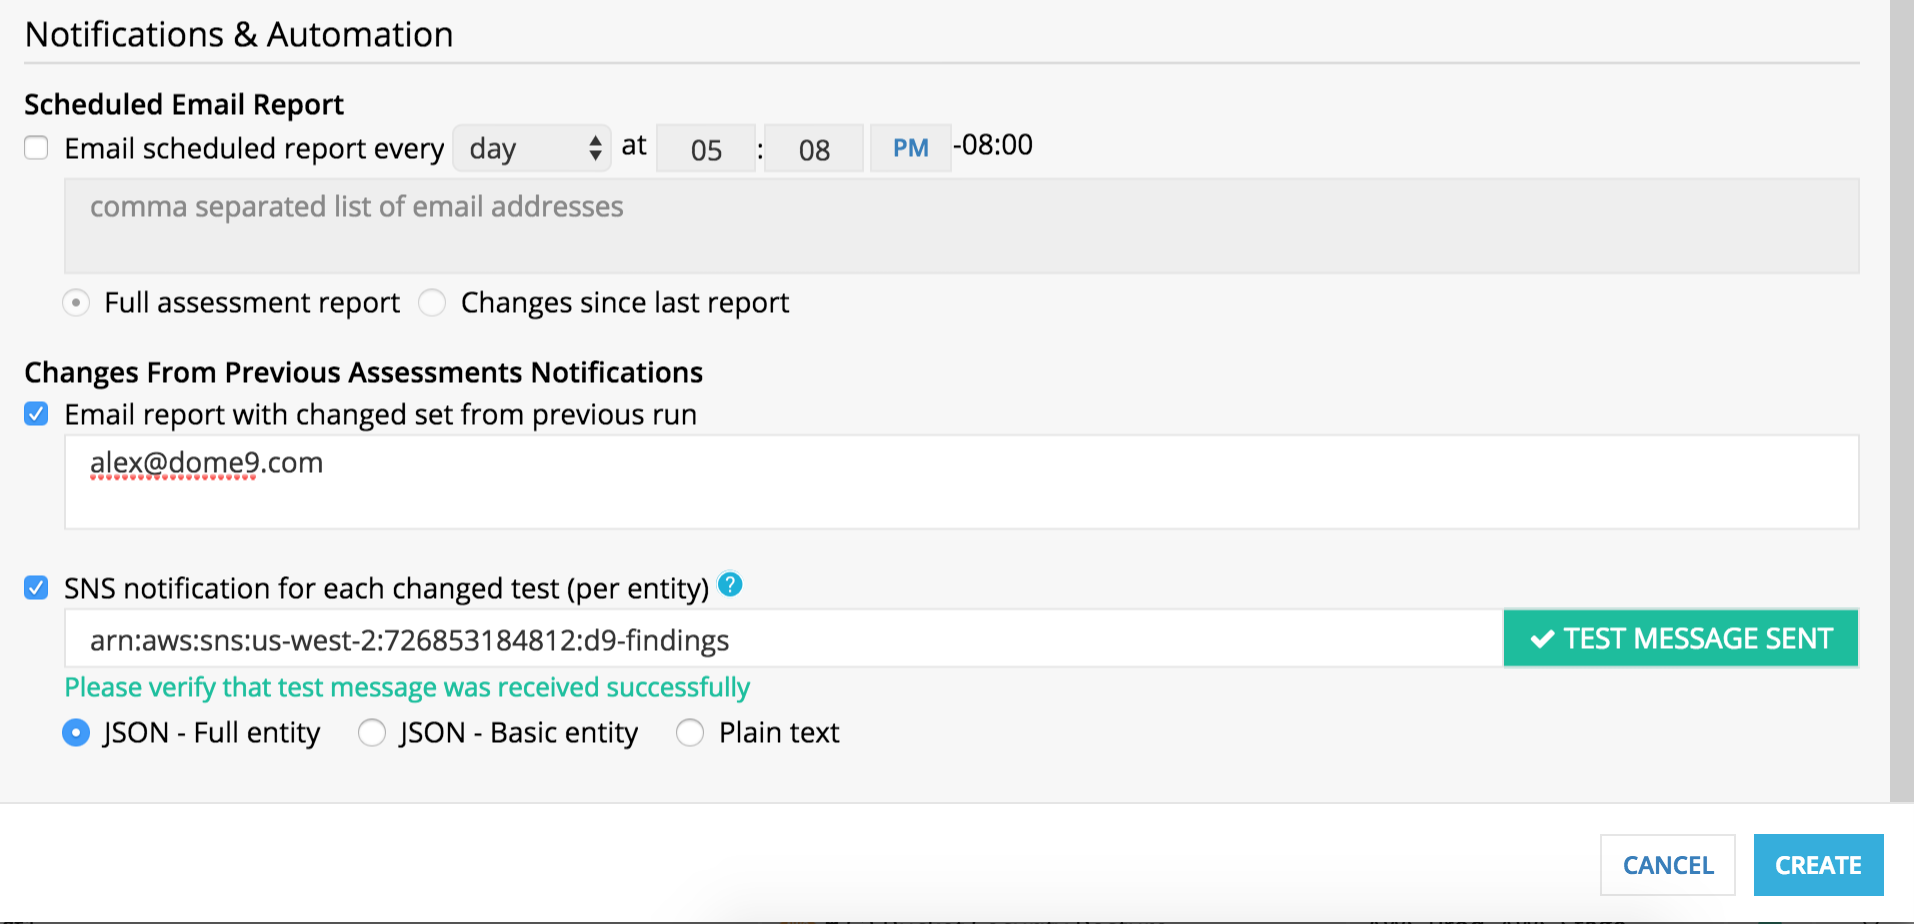 Notifications & Automation
Scheduled Email Report
Email scheduled report every day at 05 : 08 PM -08:00
comma separated list of email addresses
Full assessment report Changes since last report
Changes From Previous Assessments Notifications
Email report with changed set from previous run
alex@dome9.com
SNS notification for each changed test (per entity) ?
arn:aws:sns:us-west-2:726853184812:d9-findings TEST MESSAGE SENT
Please verify that test message was received successfully
JSON - Full entity JSON - Basic entity Plain text
CANCEL CREATE